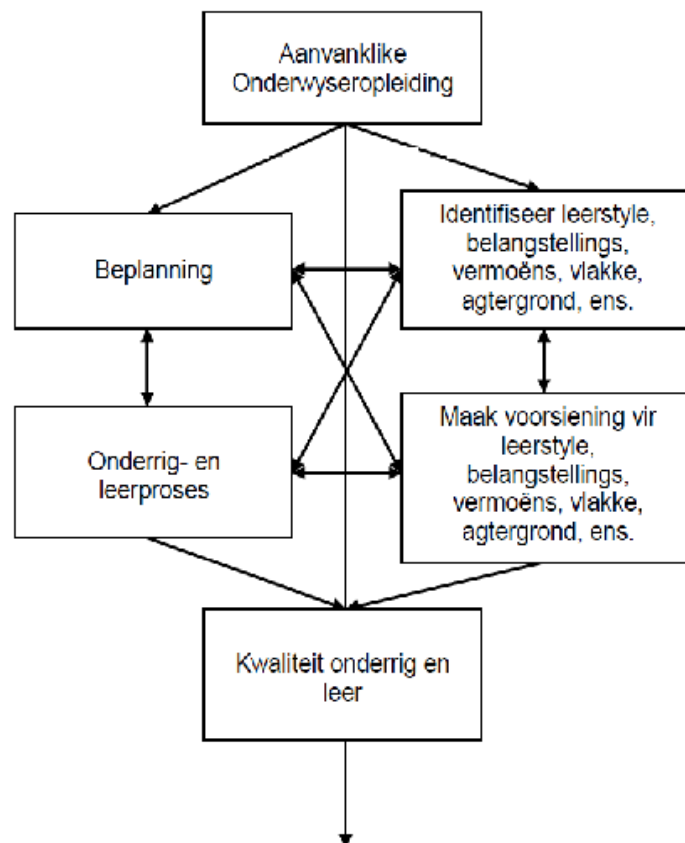 Aanvanklike
Onderwyseropleiding
Beplanning
Identifiseer leerstyle,
belangstellings,
vermoëns, vlakke,
agtergrond, ens.
Onderrig- en
leerproses
Maak voorsiening vir
leerstyle,
belangstellings,
vermoëns, vlakke,
agtergrond, ens.
Kwaliteit onderrig en
leer